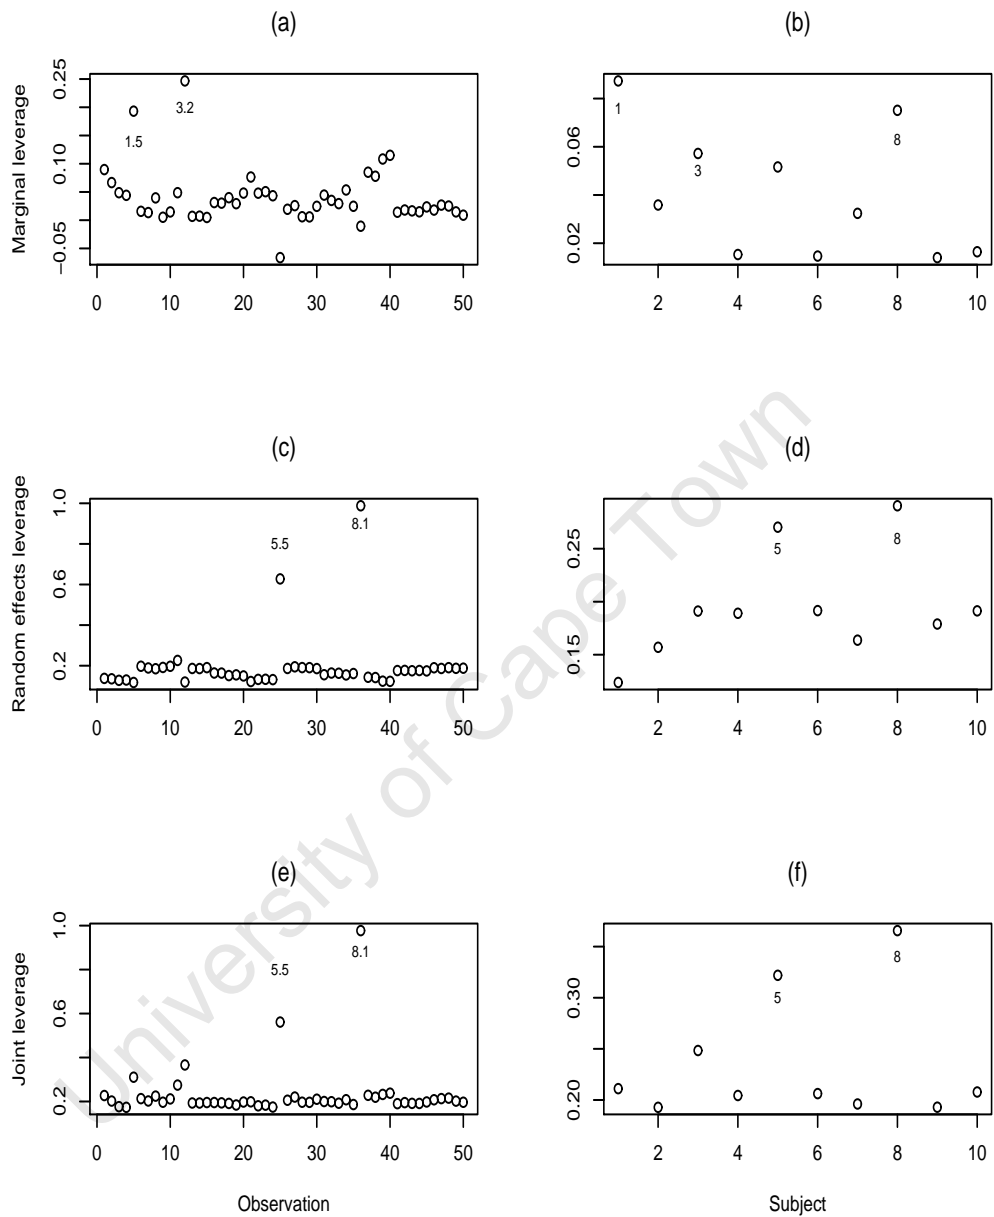 (a)
(b)
Marginal leverage
0.25
0.10
−0.05
1.5
3.2
0 10 20 30 40 50
0.06
0.02
1
3
8
2 4 6 8 10
(c)
(d)
Random effects leverage
1.0
0.6
0.2
5.5
8.1
0 10 20 30 40 50
0.25
0.15
5
8
2 4 6 8 10
(e)
(f)
Joint leverage
1.0
0.6
0.2
5.5
8.1
0 10 20 30 40 50
0.30
0.20
5
8
2 4 6 8 10
Observation
Subject
University of Cape Town